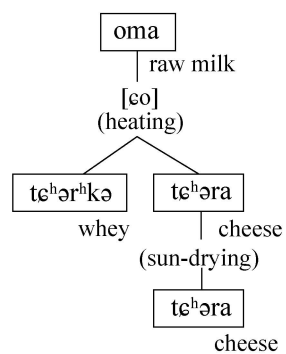 oma
raw milk
[ɕo]
(heating)
tɕʰərʰkə
tɕʰəra
whey
cheese
(sun-drying)
tɕʰəra
cheese